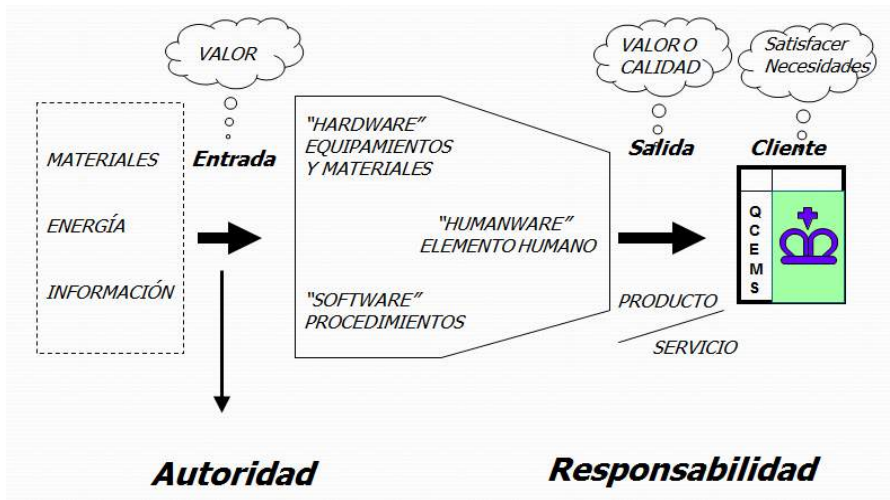 VALOR
VALOR O
CALIDAD
Satisfacer
Necesidades
MATERIALES
ENERGÍA
INFORMACIÓN
Entrada
"HARDWARE"
EQUIPAMIENTOS
Y MATERIALES
"HUMANWARE"
ELEMENTO HUMANO
"SOFTWARE"
PROCEDIMIENTOS
Salida
PRODUCTO
SERVICIO
Cliente
Q
C
E
M
S
Autoridad
Responsabilidad